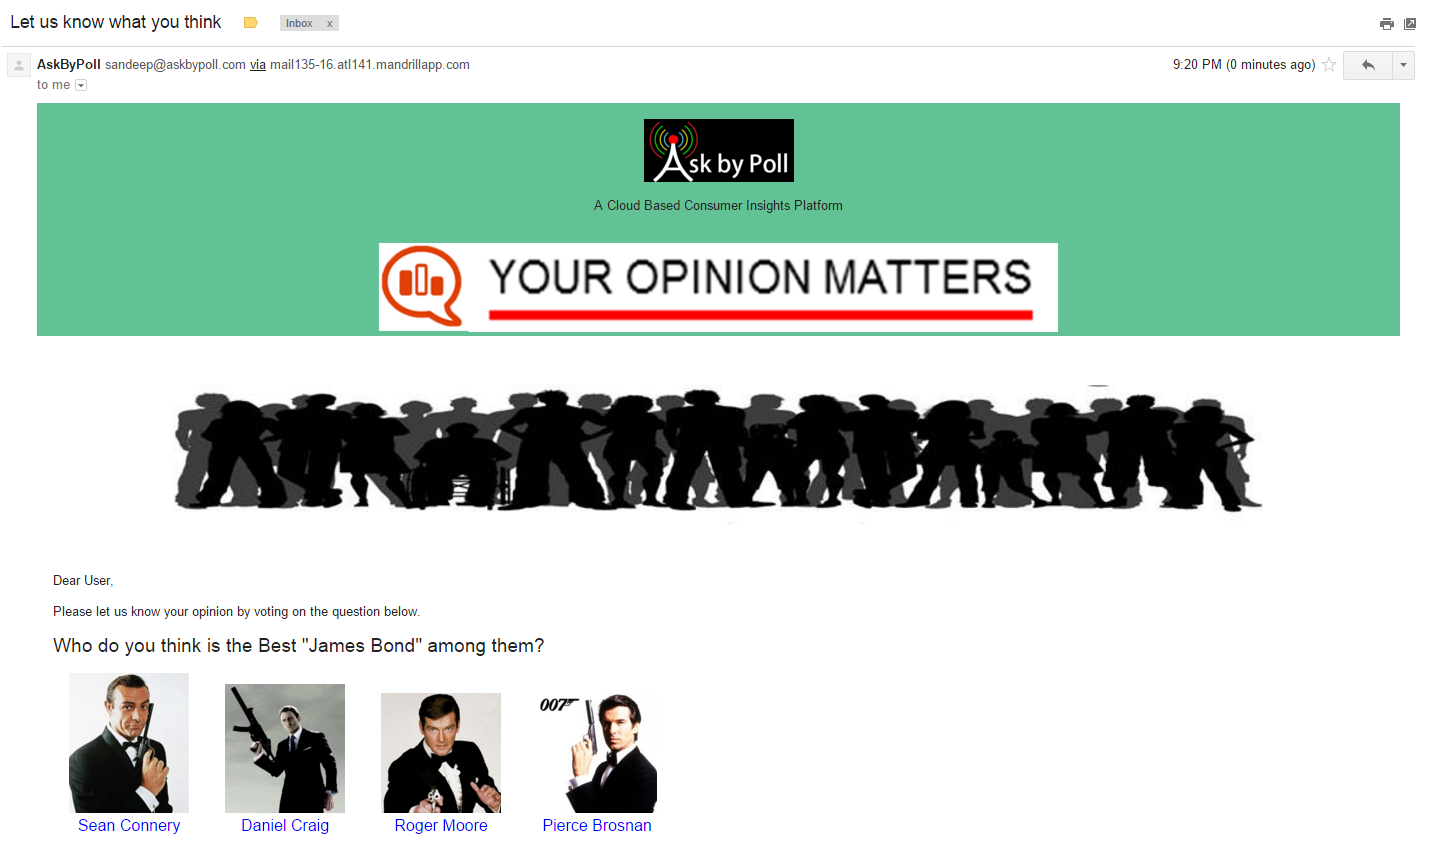 Let us know what you think
Inbox x
AskByPoll sandeep@askbypoll.com via mail135-16.atl141.mandrillapp.com
9:20 PM (0 minutes ago)
to me
Ask by Poll
A Cloud Based Consumer Insights Platform
YOUR OPINION MATTERS
Dear User,
Please let us know your opinion by voting on the question below.
Who do you think is the Best "James Bond" among them?
007
Sean Connery Daniel Craig Roger Moore Pierce Brosnan